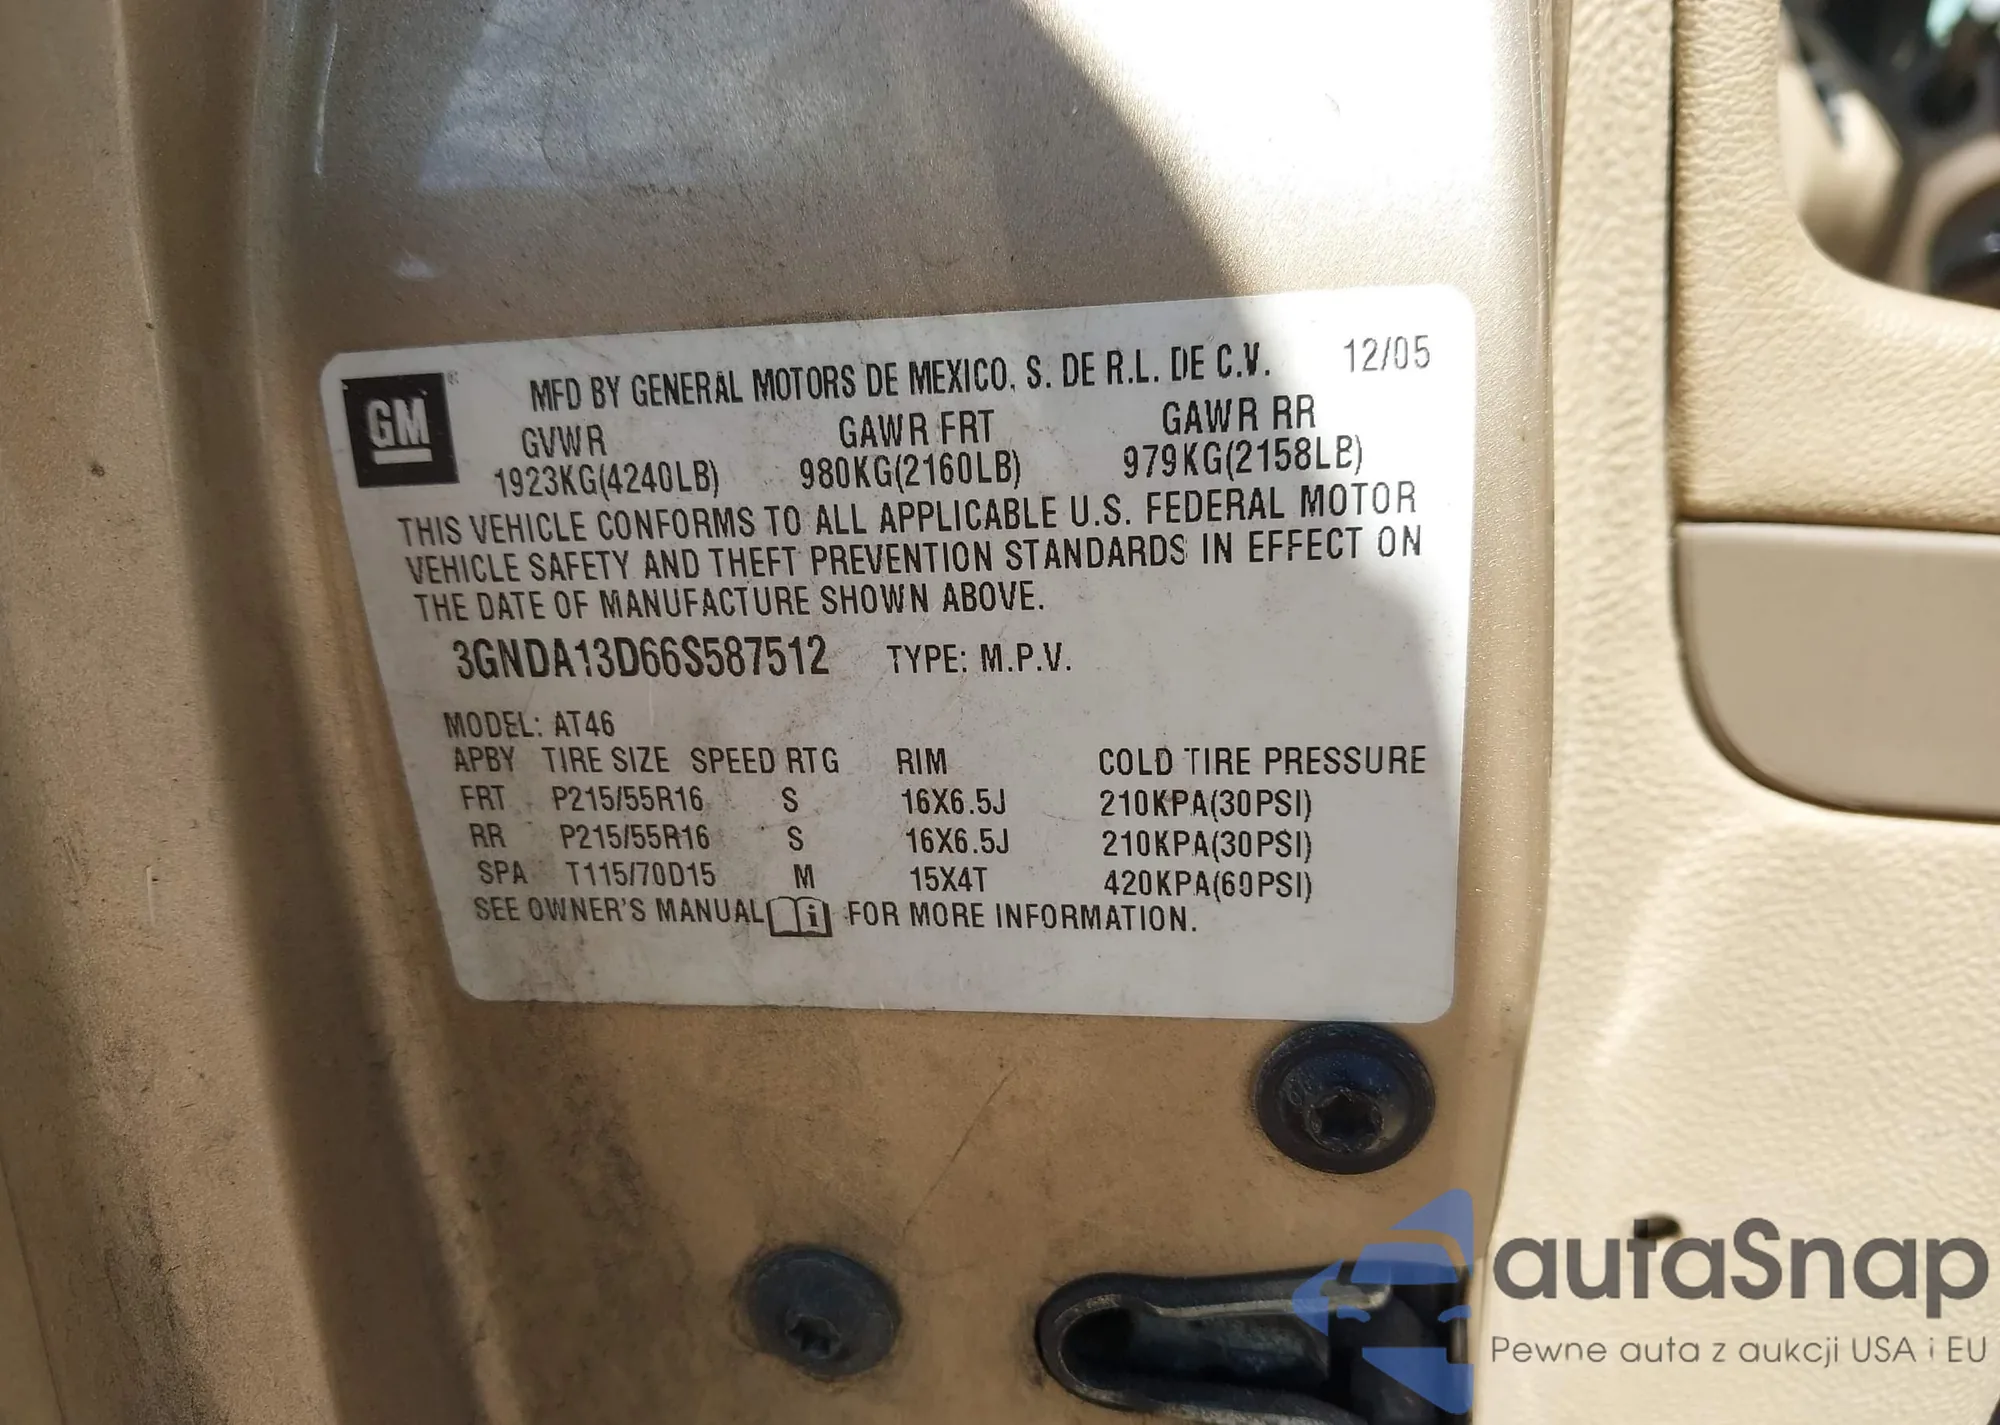 GM
MFD BY GENERAL MOTORS DE MEXICO, S. DE R.L. DE C.V. 12/05
GVWR GAWR FRT GAWR RR
1923KG(4240LB) 980KG(2160LB) 979KG(2158LB)
THIS VEHICLE CONFORMS TO ALL APPLICABLE U.S. FEDERAL MOTOR
VEHICLE SAFETY AND THEFT PREVENTION STANDARDS IN EFFECT ON
THE DATE OF MANUFACTURE SHOWN ABOVE.
3GNDA13D66S587512 TYPE: M.P.V.
MODEL: AT46
APBY TIRE SIZE SPEED RTG RIM COLD TIRE PRESSURE
FRT P215/55R16 S 16X6.5J 210KPA(30PSI)
RR P215/55R16 S 16X6.5J 210KPA(30PSI)
SPA T115/70D15 M 15X4T 420KPA(60PSI)
SEE OWNER'S MANUAL FOR MORE INFORMATION.
autaSnap
Pewne auta z aukcji USA i EU